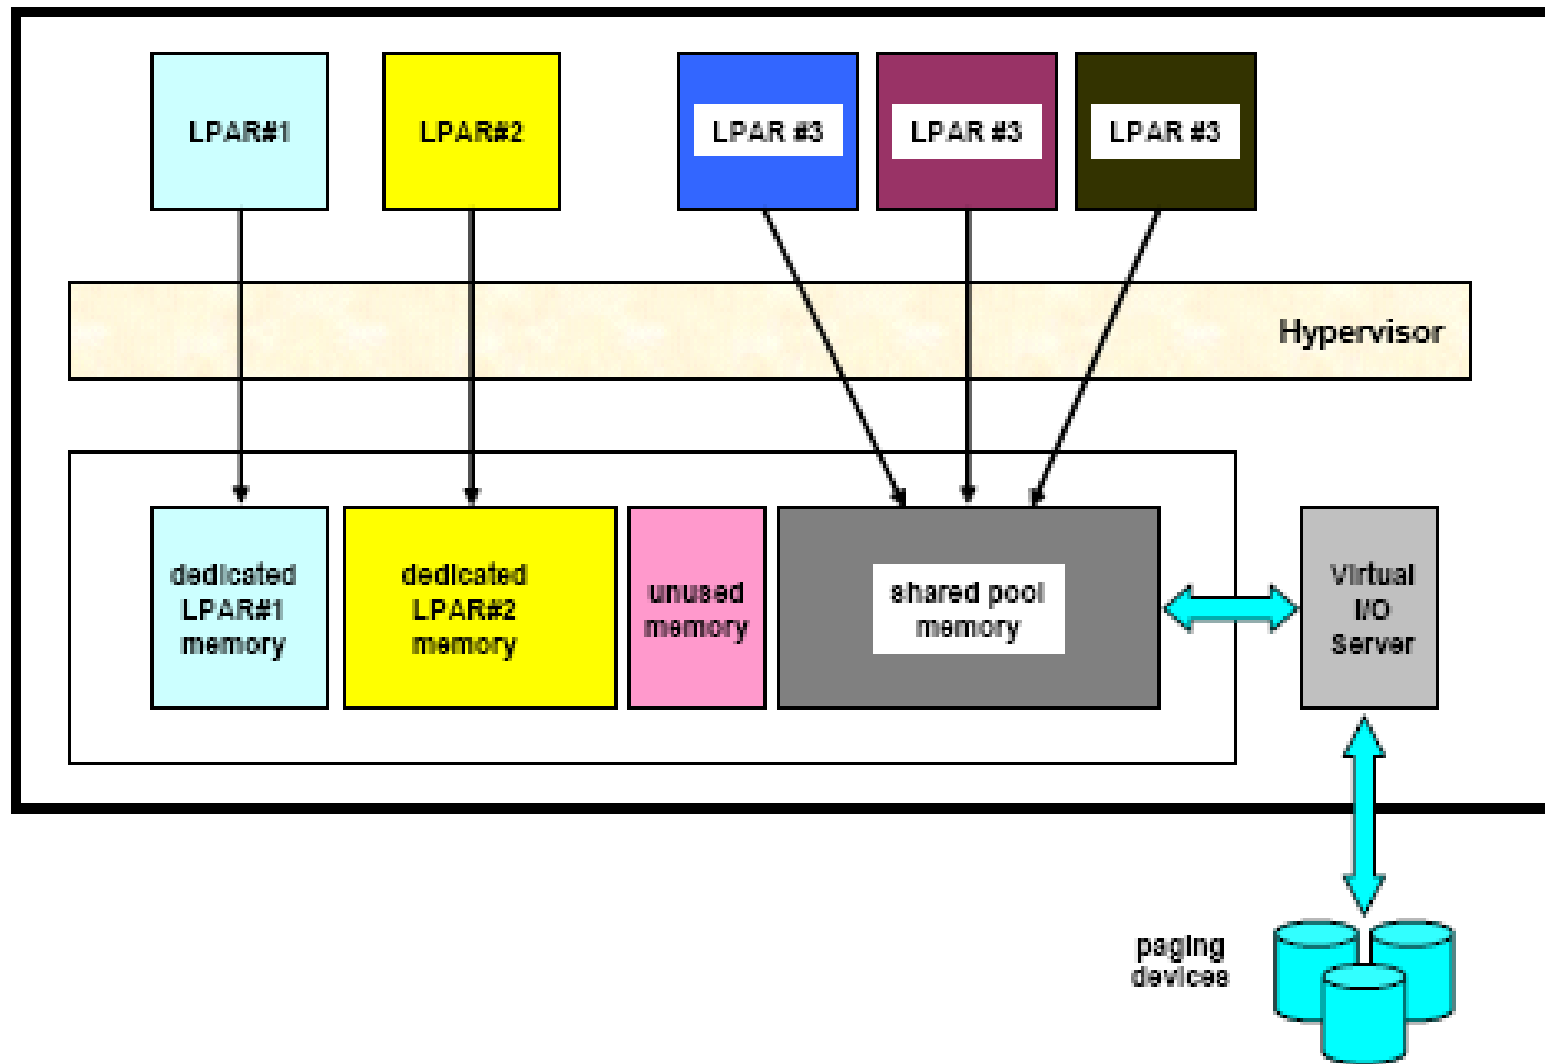 LPAR#1
LPAR#2
LPAR #3
LPAR #3
LPAR #3
Hypervisor
dedicated
LPAR#1
memory
dedicated
LPAR#2
memory
unused
memory
shared pool
memory
Virtual
I/O
Server
paging
devices